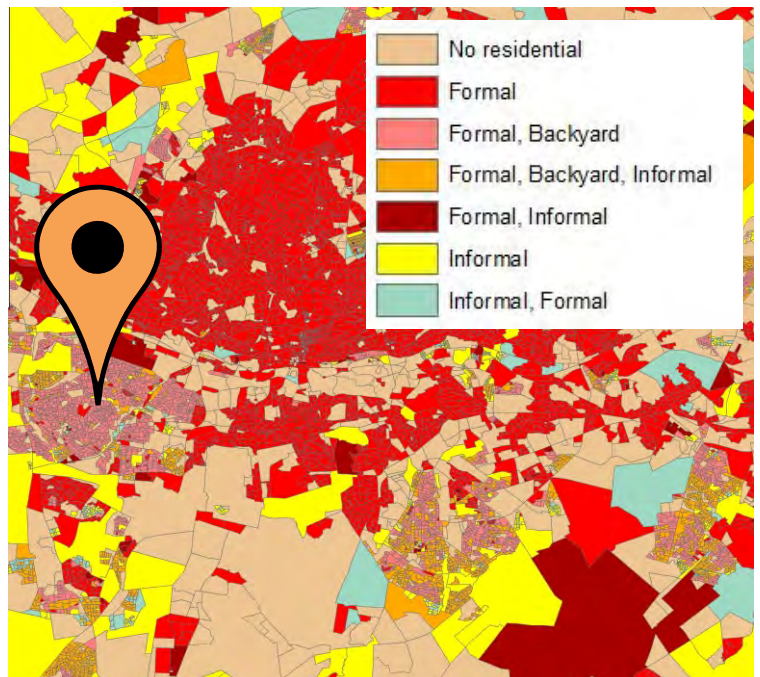 No residential
Formal
Formal, Backyard
Formal, Backyard, Informal
Formal, Informal
Informal
Informal, Formal